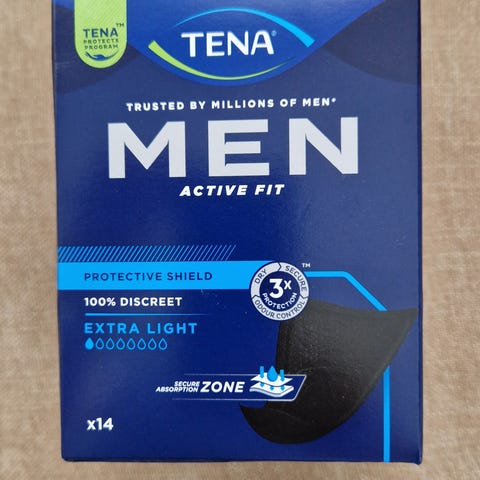 TENA™
PROTECTS
PROGRAM
TENA®
TRUSTED BY MILLIONS OF MEN*
MEN
ACTIVE FIT
PROTECTIVE SHIELD
100% DISCREET
EXTRA LIGHT
DRY SECURE
3X
PROTECTION
ODOUR CONTROL
™
SECURE
ABSORPTION ZONE
x14